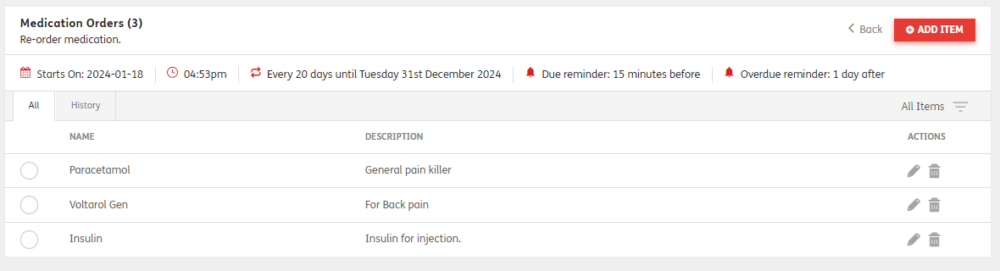 Medication Orders (3)
Re-order medication.
Back
ADD ITEM
Starts On: 2024-01-18
04:53pm
Every 20 days until Tuesday 31st December 2024
Due reminder: 15 minutes before
Overdue reminder: 1 day after
All
History
All Items
NAME
DESCRIPTION
ACTIONS
Paracetamol
General pain killer
Voltarol Gen
For Back pain
Insulin
Insulin for injection.